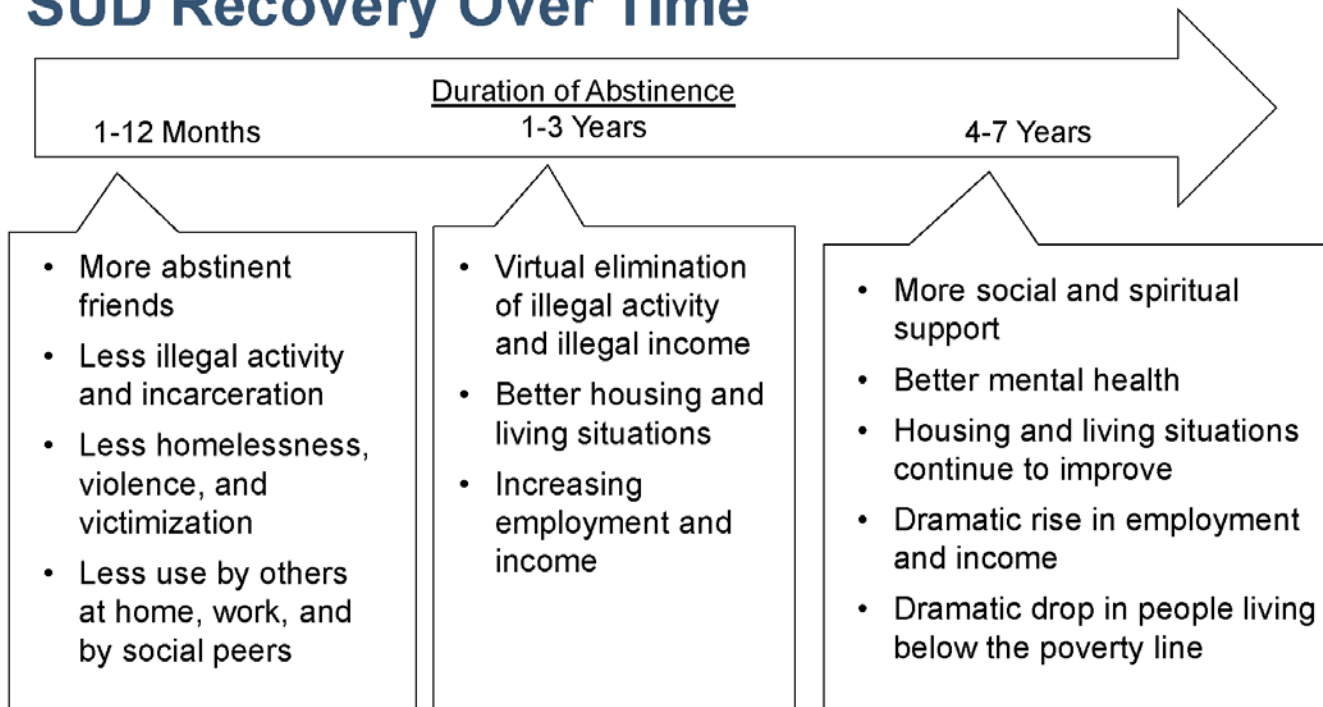 SUD Recovery Over Time
Duration of Abstinence
1-12 Months
1-3 Years
4-7 Years
• More abstinent
friends
• Less illegal activity
and incarceration
• Less homelessness,
violence, and
victimization
• Less use by others
at home, work, and
by social peers
• Virtual elimination
of illegal activity
and illegal income
• Better housing and
living situations
• Increasing
employment and
income
• More social and spiritual
support
• Better mental health
• Housing and living situations
continue to improve
• Dramatic rise in employment
and income
• Dramatic drop in people living
below the poverty line